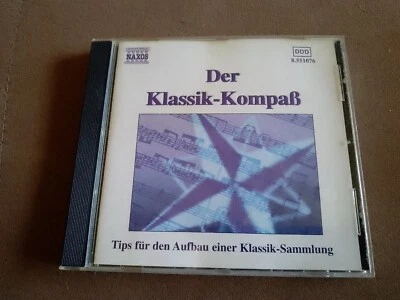 NAXOS
DDD
8.551076
Der
Klassik-Kompaß
Tips für den Aufbau einer Klassik-Sammlung